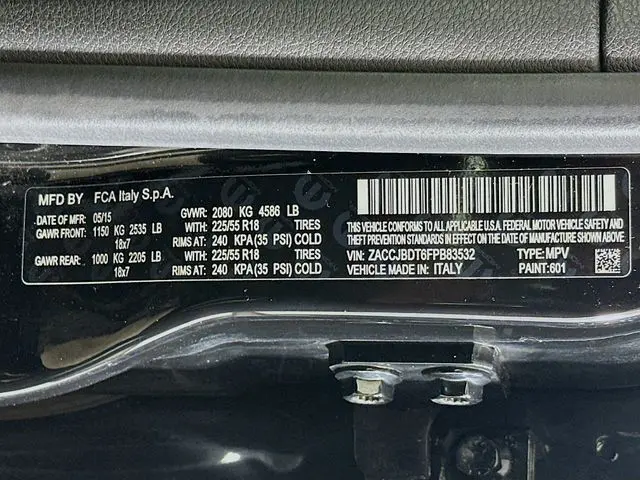 MFD BY FCA Italy S.p.A.
DATE OF MFR 05/15 GVWR: 2080 KG 4586 LB
GAWR FRONT: 1150 KG 2535 LB WITH: 225/55 R18 TIRES
18x7 RIMS AT: 240 KPA (35 PSI) COLD
GAWR REAR: 1000 KG 2205 LB WITH: 225/55 R18 TIRES
18x7 RIMS AT: 240 KPA (35 PSI) COLD
THIS VEHICLE CONFORMS TO ALL APPLICABLE U.S.A. FEDERAL MOTOR VEHICLE SAFETY
AND THEFT PREVENTION STANDARDS IN EFFECT ON THE DATE OF MANUFACTURE SHOWN ABOVE.
VIN: ZACCJBDT6FPB83532 TYPE: MPV
VEHICLE MADE IN: ITALY PAINT: 601